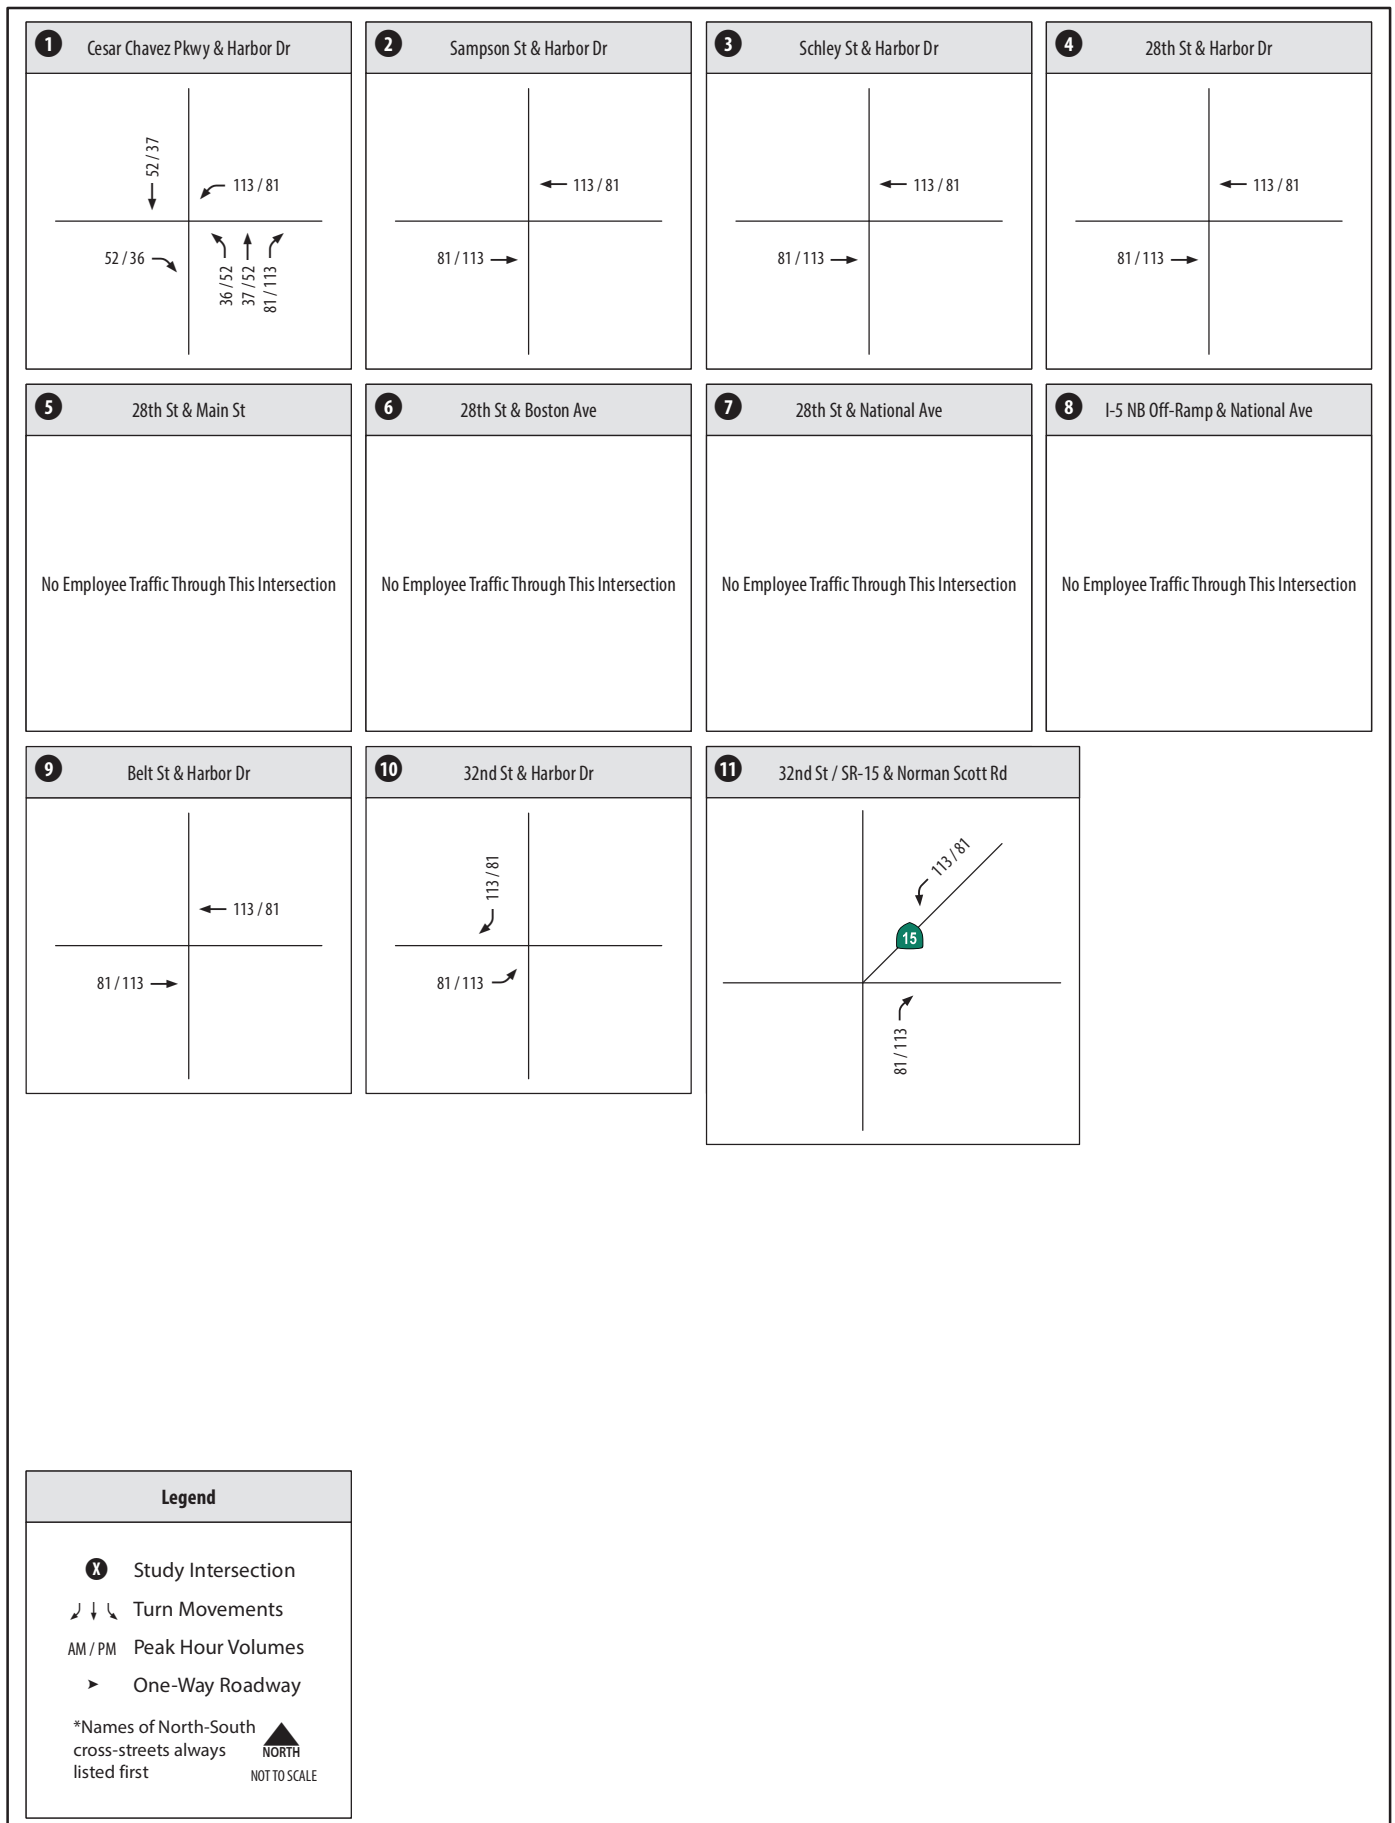 1 Cesar Chavez Pkwy & Harbor Dr
52 / 37
113 / 81
52 / 36
36 / 52
37 / 52
81 / 113
2 Sampson St & Harbor Dr
113 / 81
81 / 113
3 Schley St & Harbor Dr
113 / 81
81 / 113
4 28th St & Harbor Dr
113 / 81
81 / 113
5 28th St & Main St
No Employee Traffic Through This Intersection
6 28th St & Boston Ave
No Employee Traffic Through This Intersection
7 28th St & National Ave
No Employee Traffic Through This Intersection
8 I-5 NB Off-Ramp & National Ave
No Employee Traffic Through This Intersection
9 Belt St & Harbor Dr
113 / 81
81 / 113
10 32nd St & Harbor Dr
113 / 81
81 / 113
11 32nd St / SR-15 & Norman Scott Rd
113 / 81
15
81 / 113
Legend
X Study Intersection
Turn Movements
AM / PM Peak Hour Volumes
One-Way Roadway
*Names of North-South
cross-streets always
listed first
NORTH
NOT TO SCALE